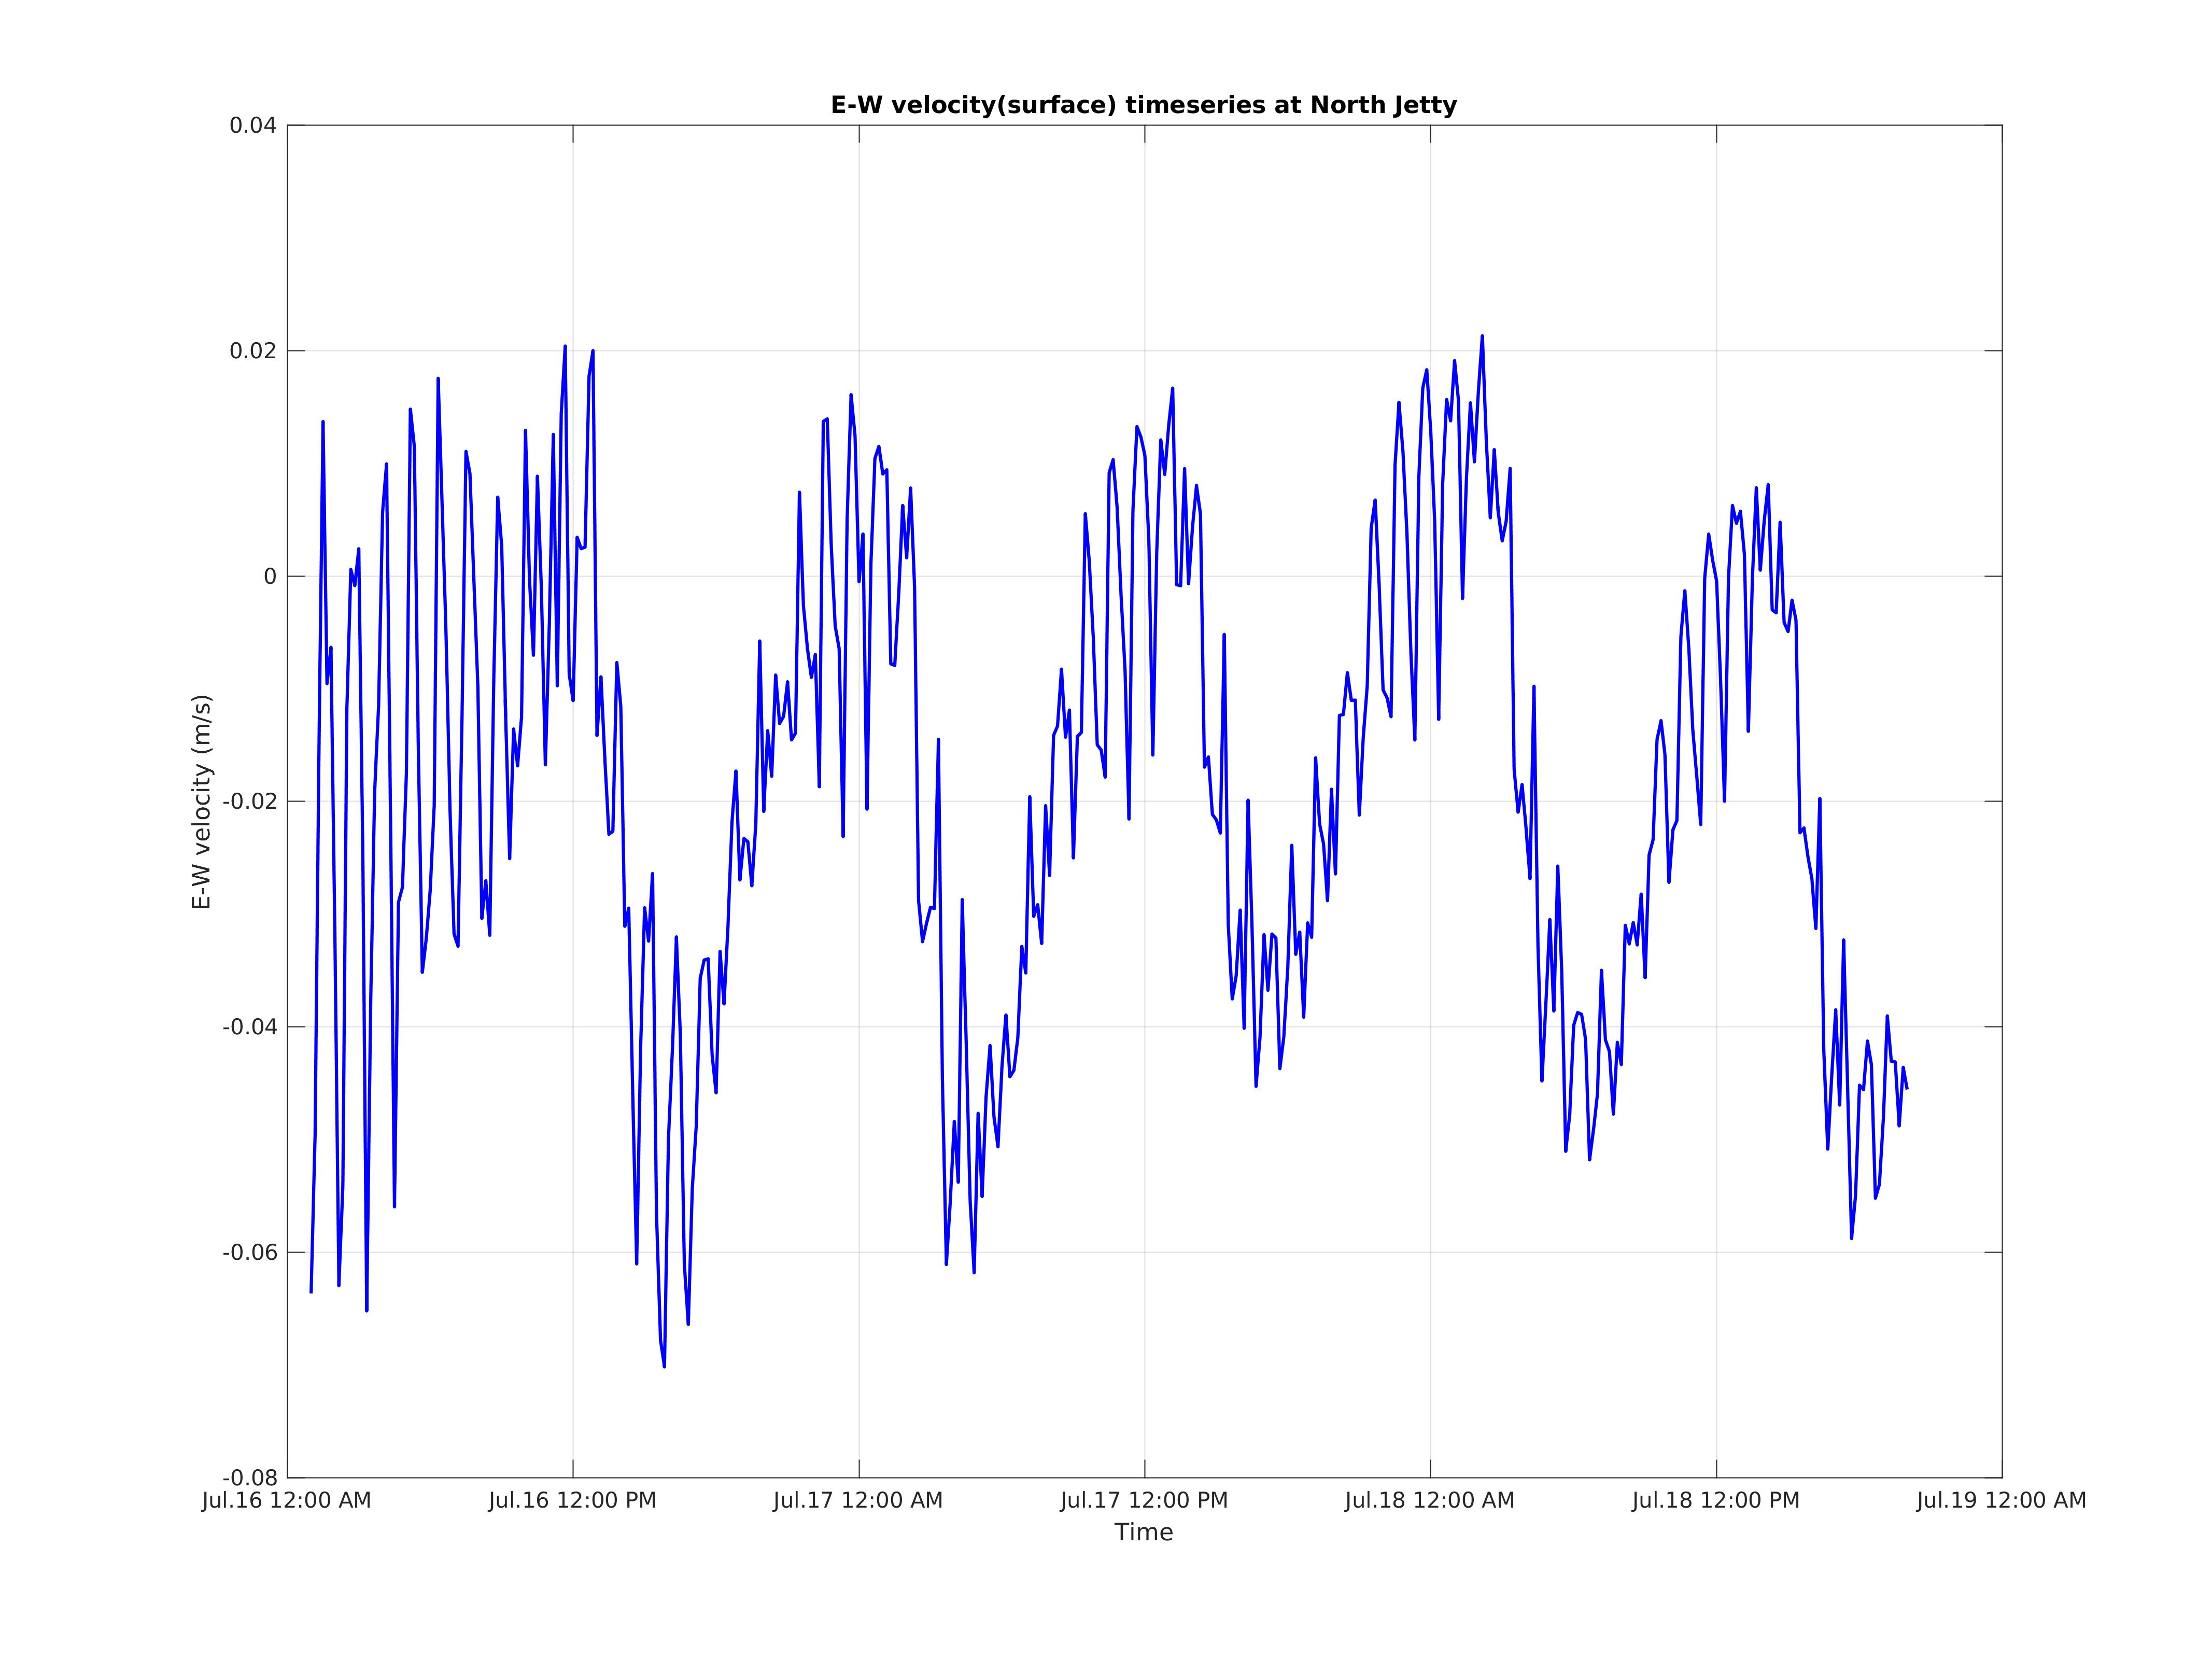 E-W velocity(surface) timeseries at North Jetty
0.04
0.02
0
-0.02
-0.04
-0.06
-0.08
E-W velocity (m/s)
Jul.16 12:00 AM
Jul.16 12:00 PM
Jul.17 12:00 AM
Jul.17 12:00 PM
Jul.18 12:00 AM
Jul.18 12:00 PM
Jul.19 12:00 AM
Time